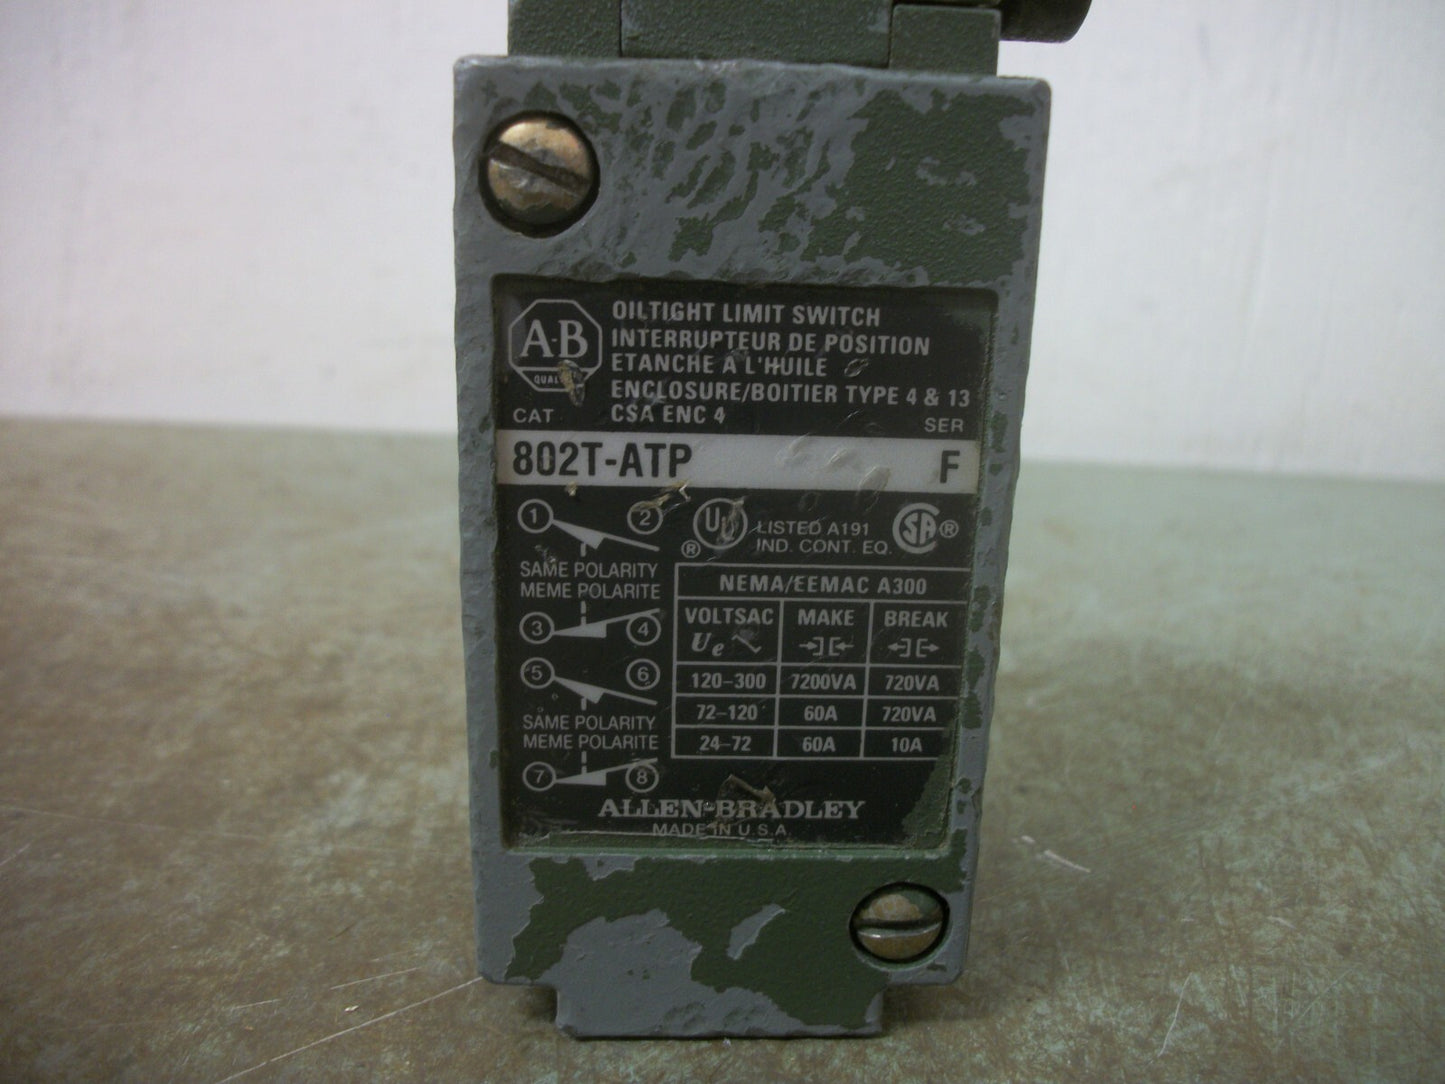 A-B
QUAL
OILTIGHT LIMIT SWITCH
INTERRUPTEUR DE POSITION
ETANCHE A L'HUILE
ENCLOSURE/BOITIER TYPE 4 & 13
CSA ENC 4
CAT
SER
802T-ATP F
1 2
SAME POLARITY
MEME POLARITE
3 4
5 6
SAME POLARITY
MEME POLARITE
7 8
UL ® LISTED A191
IND. CONT. EQ.
SA ®
NEMA/EEMAC A300
VOLTSAC MAKE BREAK
Ue
120-300 7200VA 720VA
72-120 60A 720VA
24-72 60A 10A
ALLEN-BRADLEY
MADE IN U.S.A